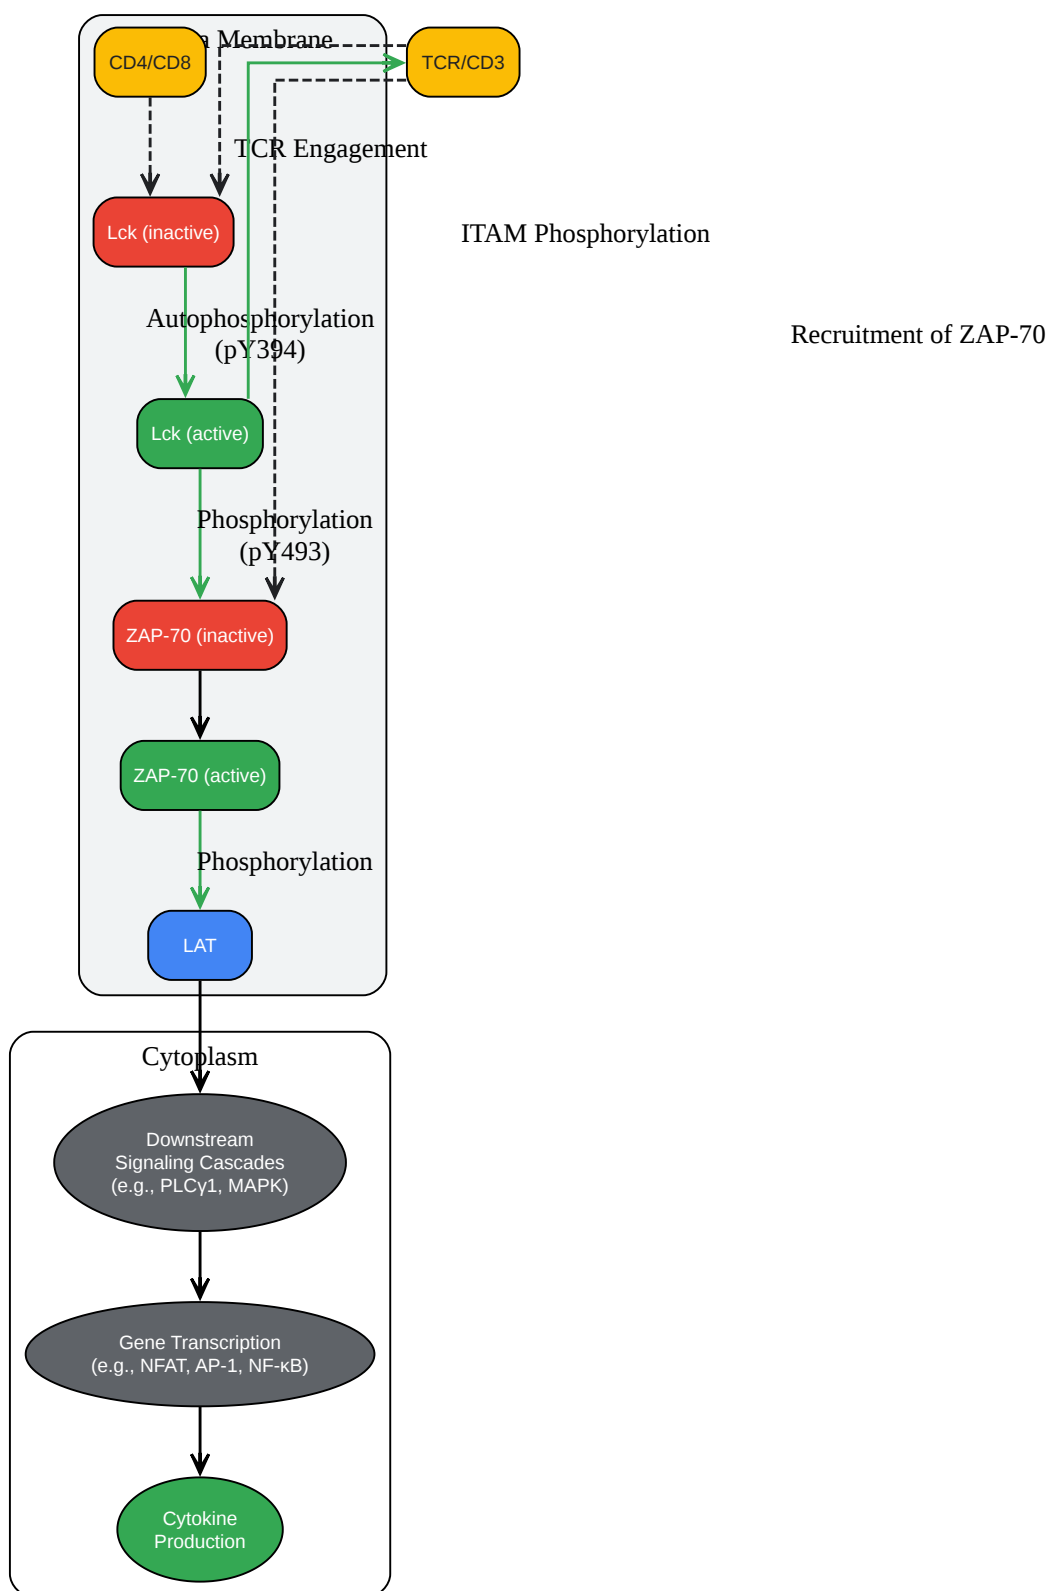 Membrane
CD4/CD8
TCR/CD3
TCR Engagement
Lck (inactive)
ITAM Phosphorylation
Autophosphorylation
(pY394)
Recruitment of ZAP-70
Lck (active)
Phosphorylation
(pY493)
ZAP-70 (inactive)
ZAP-70 (active)
Phosphorylation
LAT
Cytoplasm
Downstream
Signaling Cascades
(e.g., PLCγ1, MAPK)
Gene Transcription
(e.g., NFAT, AP-1, NF-κB)
Cytokine
Production